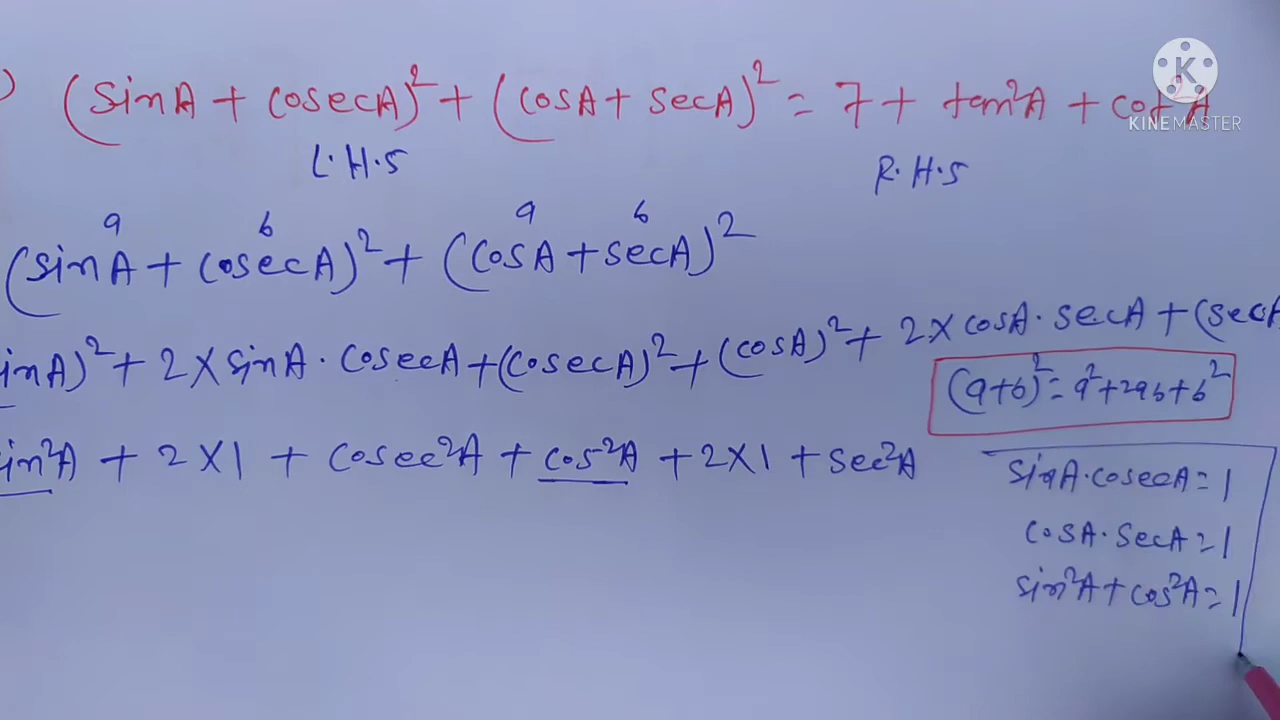 ) (sinA + cosecA)² + (cosA + secA)² = 7 + tan²A + cot²A
KINEMASTER
L.H.S R.H.S
a b a b
(sinA + cosecA)² + (cosA + secA)²
inA)² + 2 × sinA . cosecA + (cosecA)² + (cosA)² + 2 × cosA . secA + (secA
(a+b)² = a² + 2ab + b²
in²A + 2×1 + cosec²A + cos²A + 2×1 + sec²A
sinA.cosecA = 1
cosA.secA = 1
sin²A + cos²A = 1